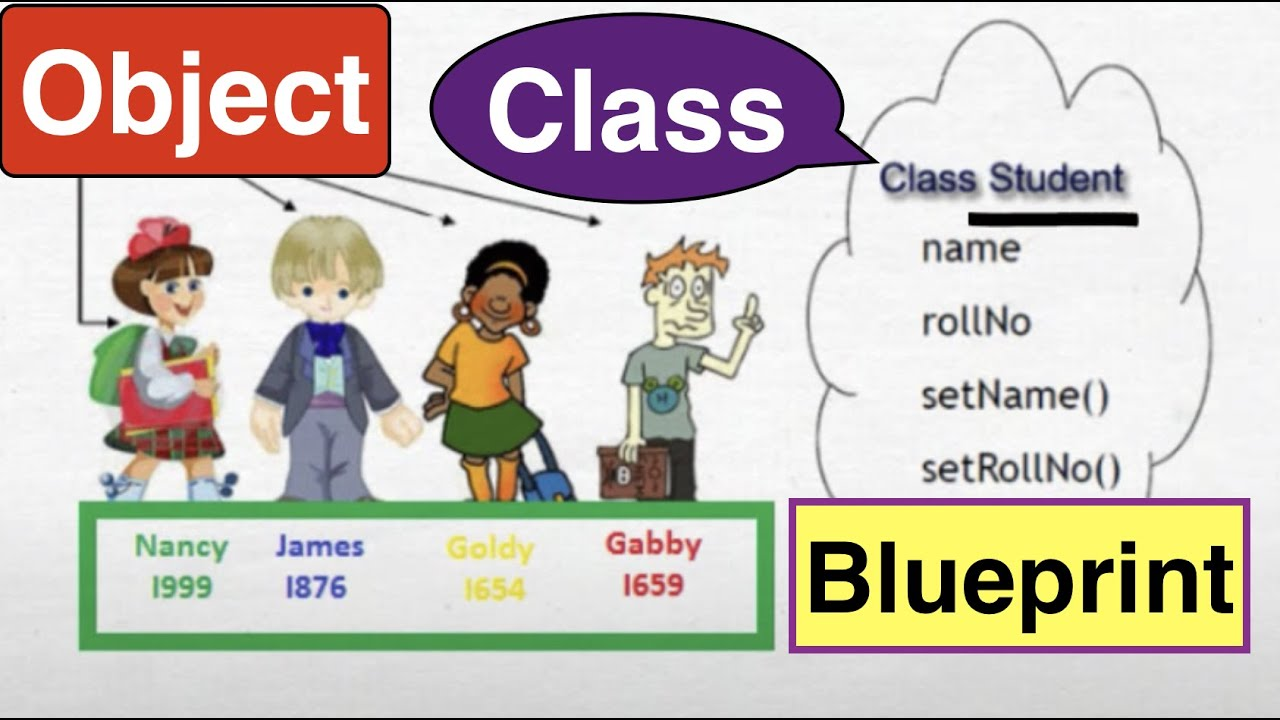 Object
Class
Class Student
name
rollNo
setName()
setRollNo()
Nancy James Goldy Gabby
1999 1876 1654 1659
Blueprint